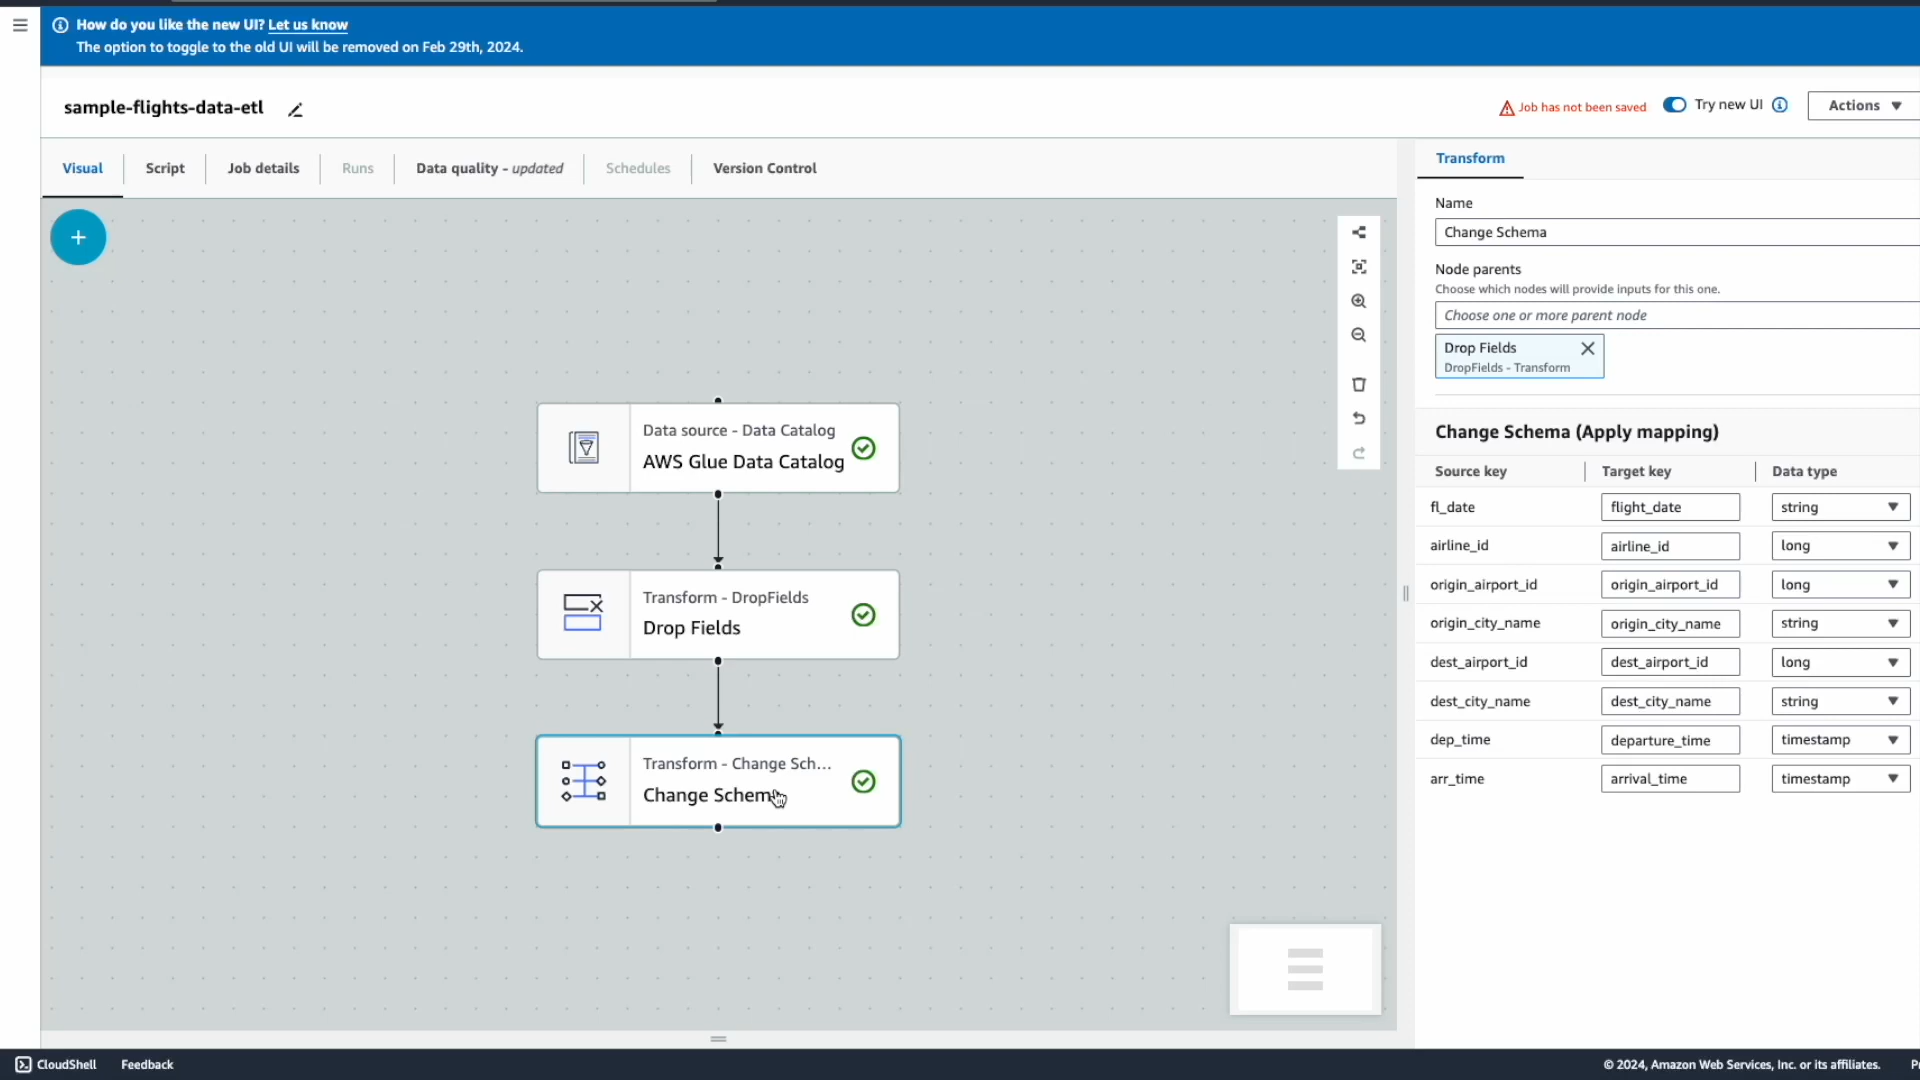 How do you like the new UI? Let us know
The option to toggle to the old UI will be removed on Feb 29th, 2024.
sample-flights-data-etl
Job has not been saved
Try new UI
Actions
Visual
Script
Job details
Runs
Data quality - updated
Schedules
Version Control
+
Data source - Data Catalog
AWS Glue Data Catalog
Transform - DropFields
Drop Fields
Transform - Change Sch...
Change Schem
Transform
Name
Change Schema
Node parents
Choose which nodes will provide inputs for this one.
Choose one or more parent node
Drop Fields
DropFields - Transform
Change Schema (Apply mapping)
Source key Target key Data type
fl_date flight_date string
airline_id airline_id long
origin_airport_id origin_airport_id long
origin_city_name origin_city_name string
dest_airport_id dest_airport_id long
dest_city_name dest_city_name string
dep_time departure_time timestamp
arr_time arrival_time timestamp
CloudShell
Feedback
© 2024, Amazon Web Services, Inc. or its affiliates.